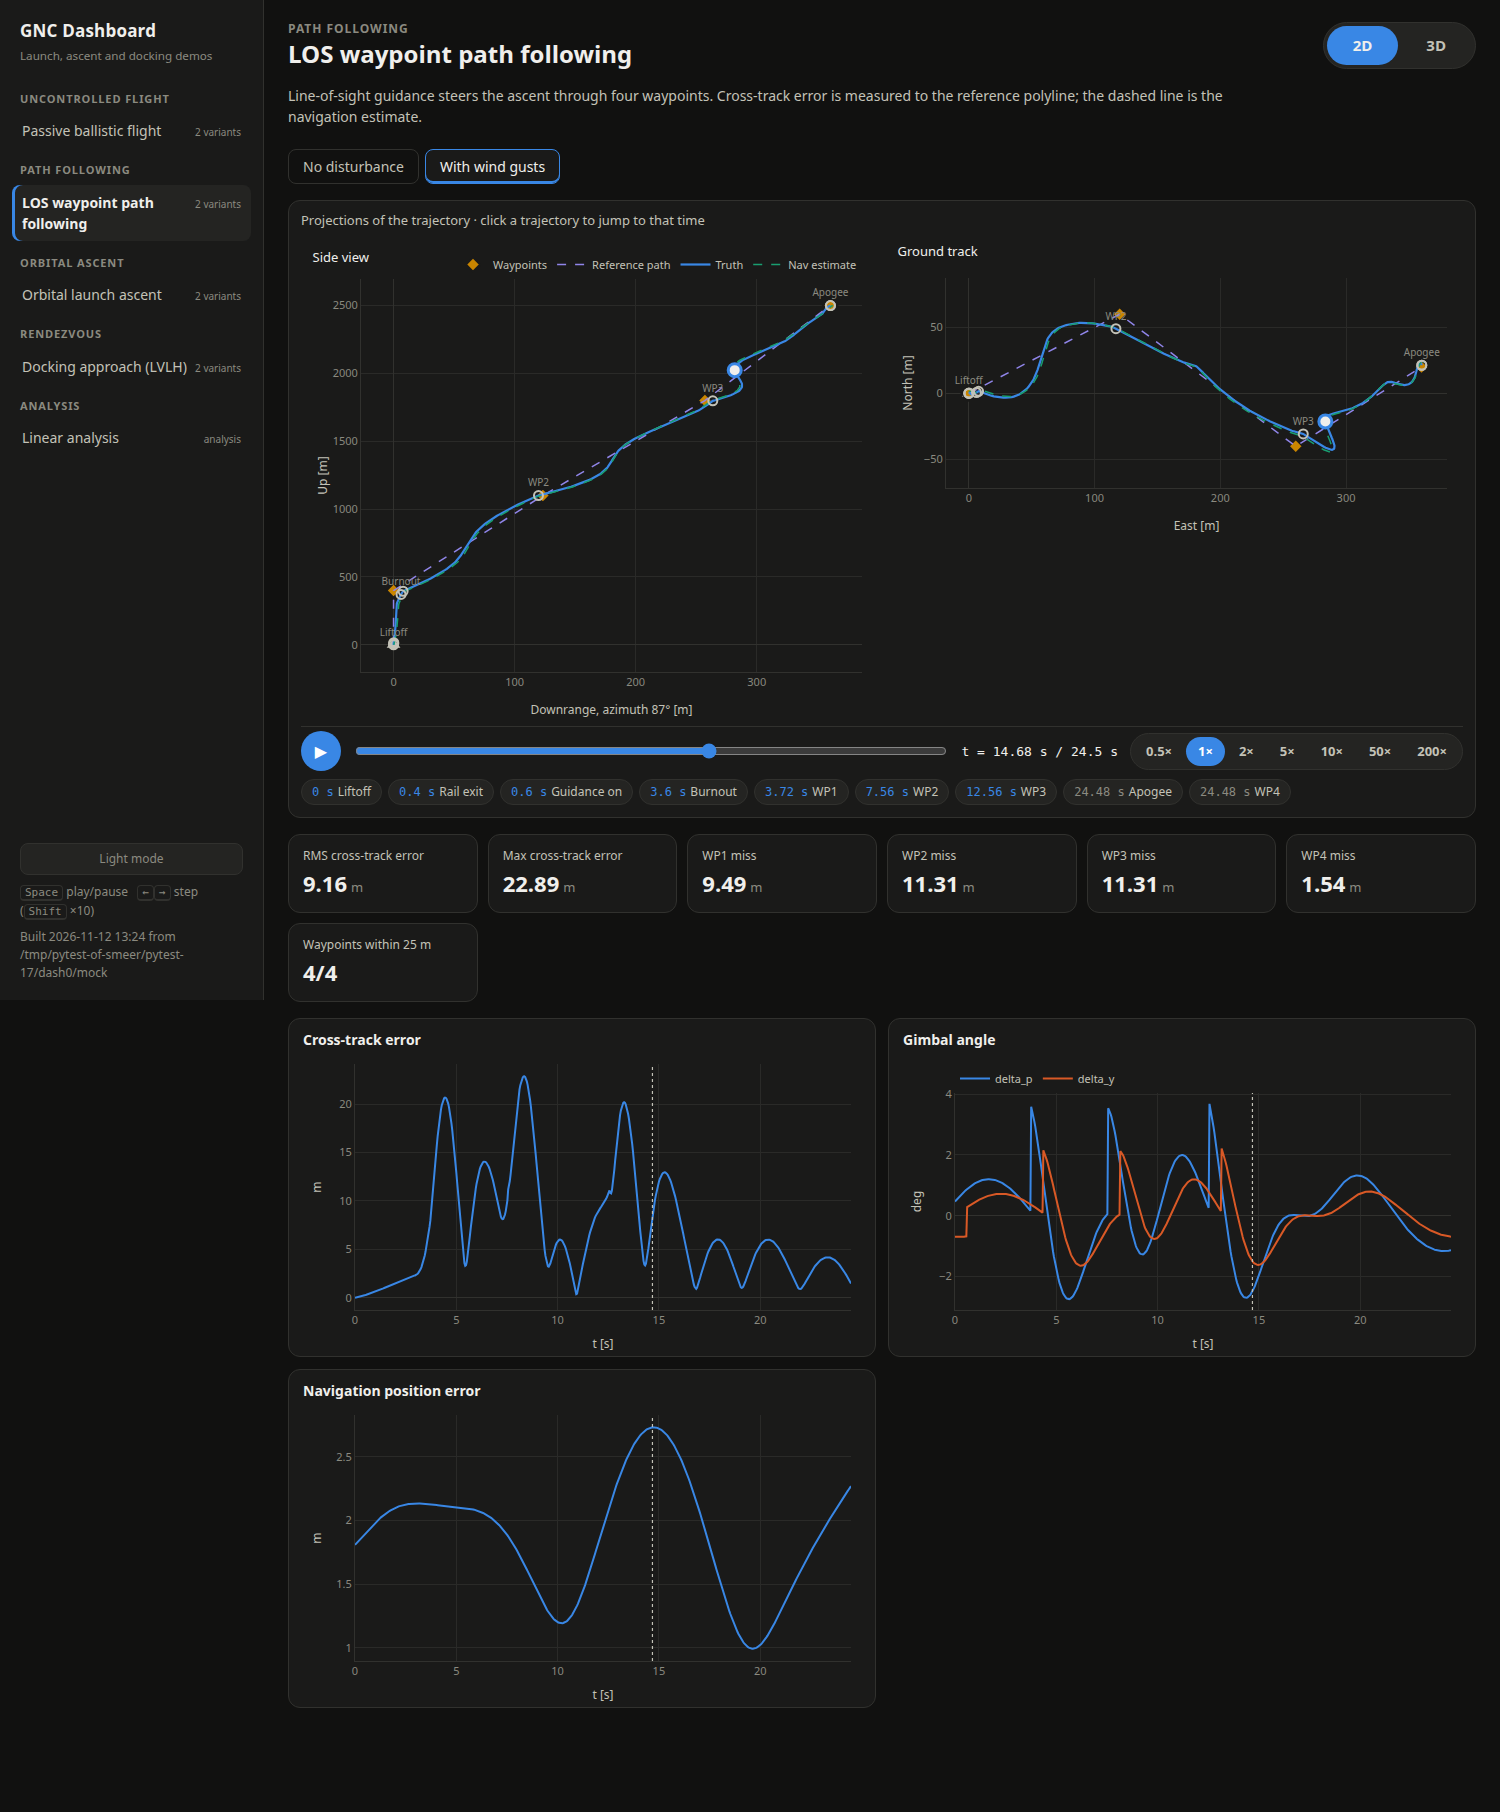 GNC Dashboard
Launch, ascent and docking demos
UNCONTROLLED FLIGHT
Passive ballistic flight 2 variants
PATH FOLLOWING
LOS waypoint path following 2 variants
ORBITAL ASCENT
Orbital launch ascent 2 variants
RENDEZVOUS
Docking approach (LVLH) 2 variants
ANALYSIS
Linear analysis analysis
Light mode
Space play/pause ← → step
(Shift ×10)
Built 2026-11-12 13:24 from
/tmp/pytest-of-smeer/pytest-
17/dash0/mock
PATH FOLLOWING
LOS waypoint path following
2D 3D
Line-of-sight guidance steers the ascent through four waypoints. Cross-track error is measured to the reference polyline; the dashed line is the
navigation estimate.
No disturbance With wind gusts
Projections of the trajectory · click a trajectory to jump to that time
Side view
Waypoints Reference path Truth Nav estimate
Apogee
2500
2000
WP3
1500
Up [m]
WP2
1000
Burnout
500
Liftoff
0
0 100 200 300
Downrange, azimuth 87° [m]
Ground track
WP2
50
Apogee
North [m]
Liftoff
0
WP3
−50
0 100 200 300
East [m]
▶ t = 14.68 s / 24.5 s 0.5× 1× 2× 5× 10× 50× 200×
0 s Liftoff 0.4 s Rail exit 0.6 s Guidance on 3.6 s Burnout 3.72 s WP1 7.56 s WP2 12.56 s WP3 24.48 s Apogee 24.48 s WP4
RMS cross-track error
9.16 m
Max cross-track error
22.89 m
WP1 miss
9.49 m
WP2 miss
11.31 m
WP3 miss
11.31 m
WP4 miss
1.54 m
Waypoints within 25 m
4/4
Cross-track error
20
15
m
10
5
0
0 5 10 15 20
t [s]
Gimbal angle
delta_p delta_y
4
2
deg
0
−2
0 5 10 15 20
t [s]
Navigation position error
2.5
2
m
1.5
1
0 5 10 15 20
t [s]